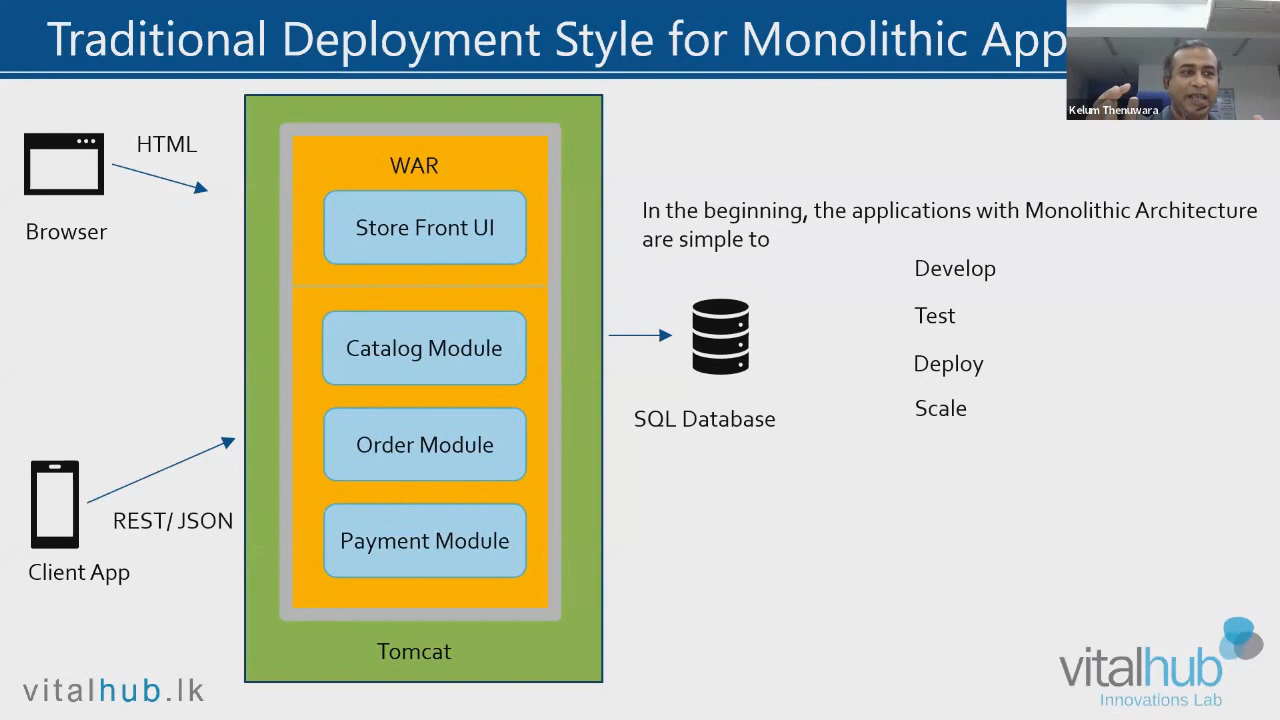 Traditional Deployment Style for Monolithic App
Kelum Thenuwara
HTML
Browser
WAR
Store Front UI
Catalog Module
Order Module
Payment Module
Tomcat
REST/ JSON
Client App
In the beginning, the applications with Monolithic Architecture
are simple to
Develop
Test
Deploy
Scale
SQL Database
vitalhub.lk
vitalhub
Innovations Lab